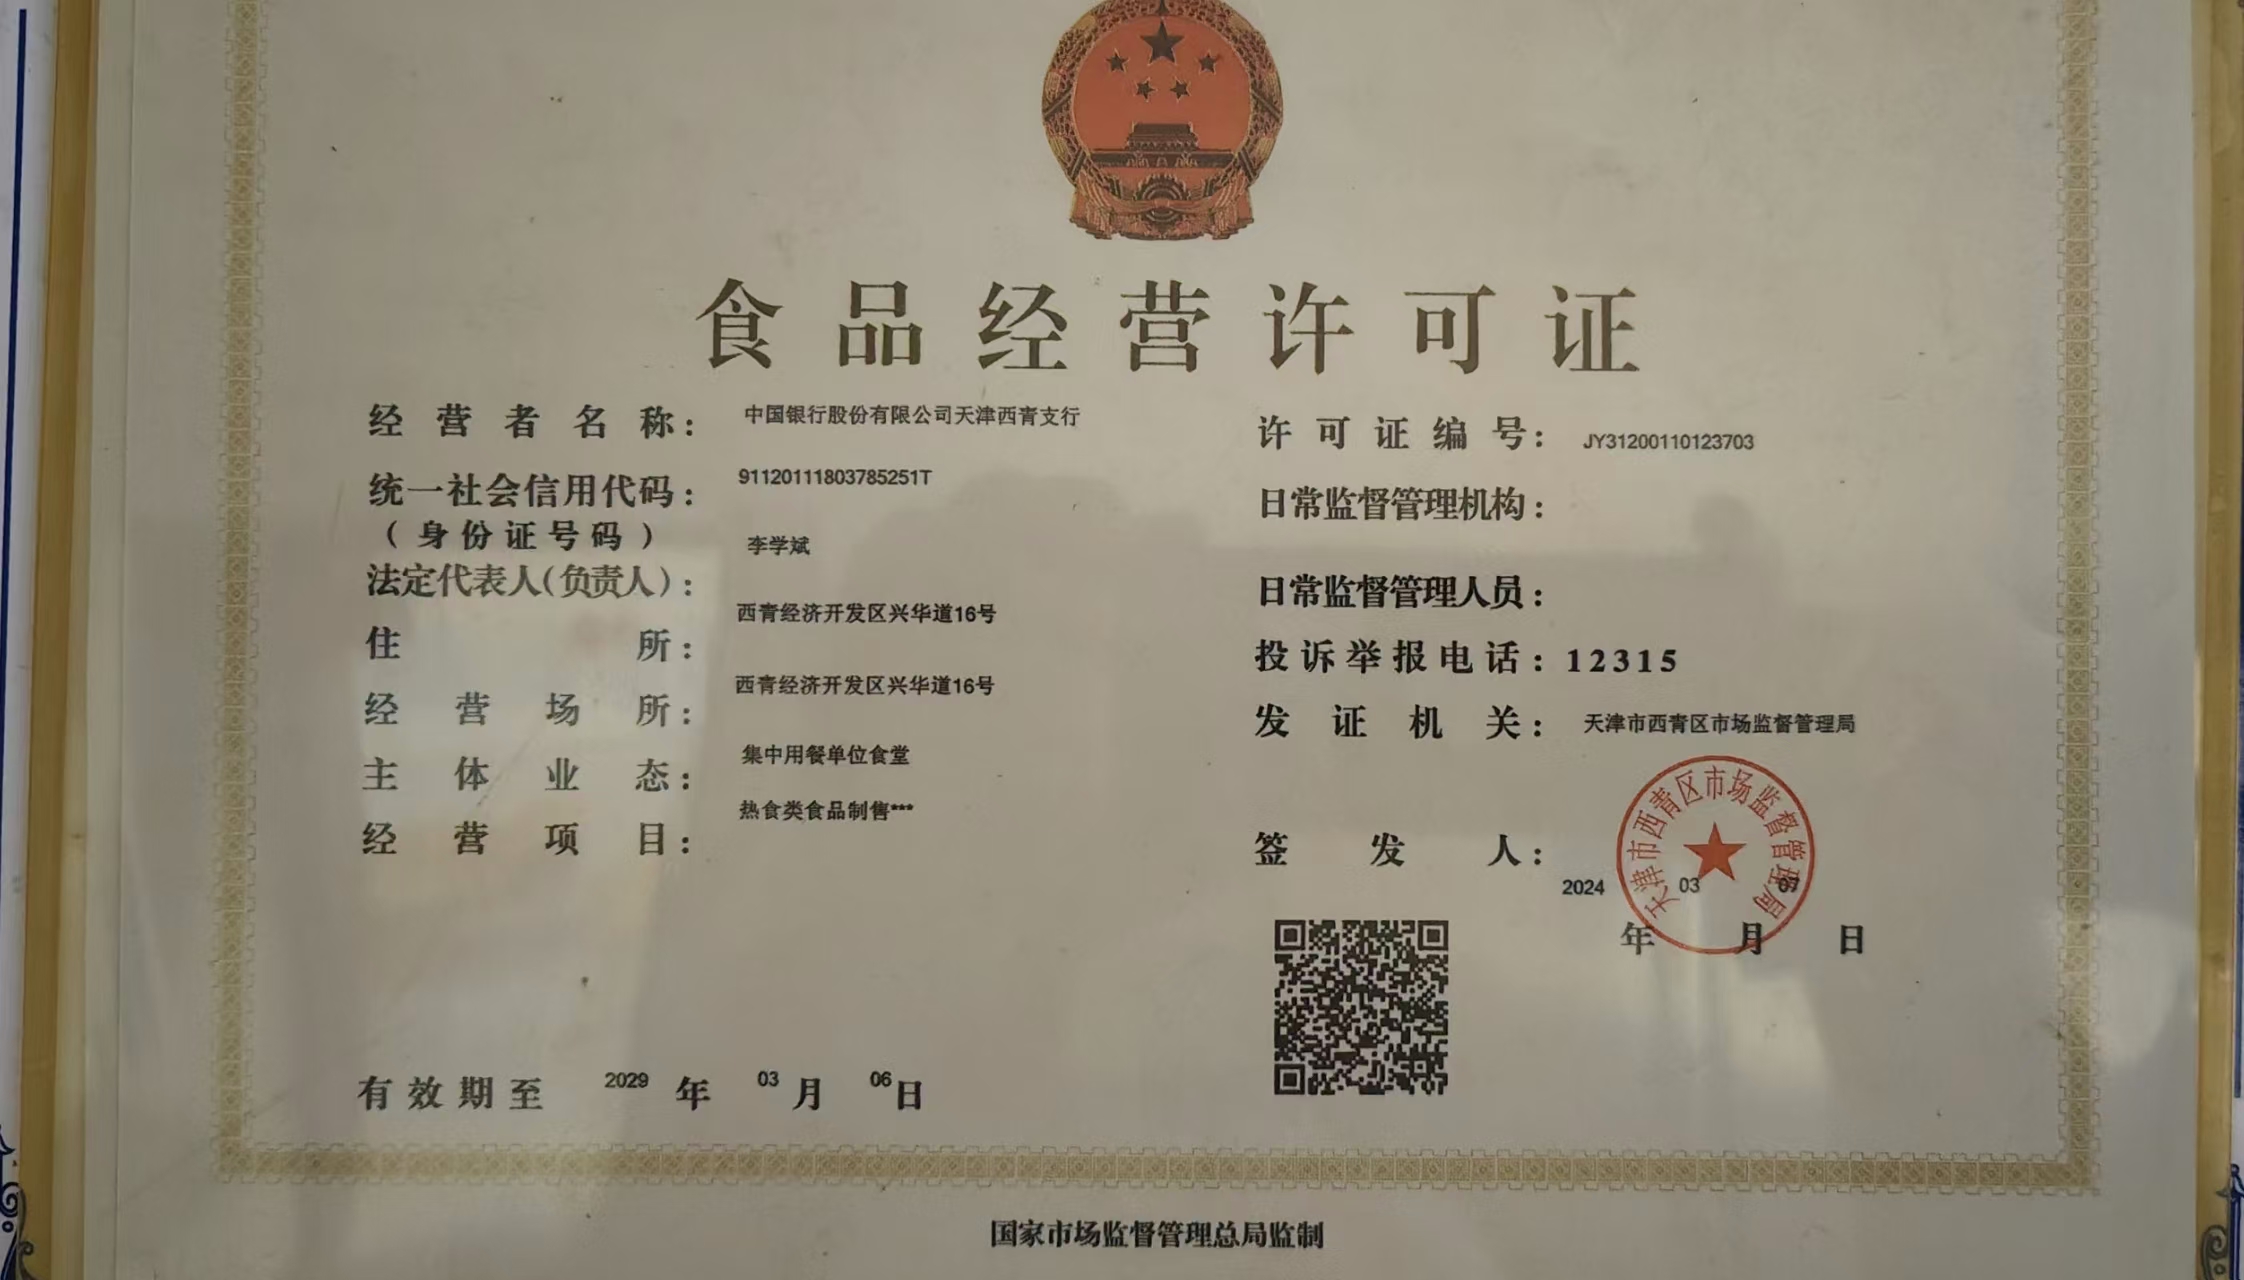 食品经营许可证
经营者名称：中国银行股份有限公司天津西青支行
统一社会信用代码：91120111803785251T
（身份证号码）
法定代表人(负责人)：李学斌
住所：西青经济开发区兴华道16号
经营场所：西青经济开发区兴华道16号
主体业态：集中用餐单位食堂
经营项目：热食类食品制售***
有效期至 2029 年 03 月 06 日
许可证编号：JY31200110123703
日常监督管理机构：
日常监督管理人员：
投诉举报电话：12315
发证机关：天津市西青区市场监督管理局
签发人：
天津市西青区市场监督管理局
2024 年 03 月 07 日
国家市场监督管理总局监制